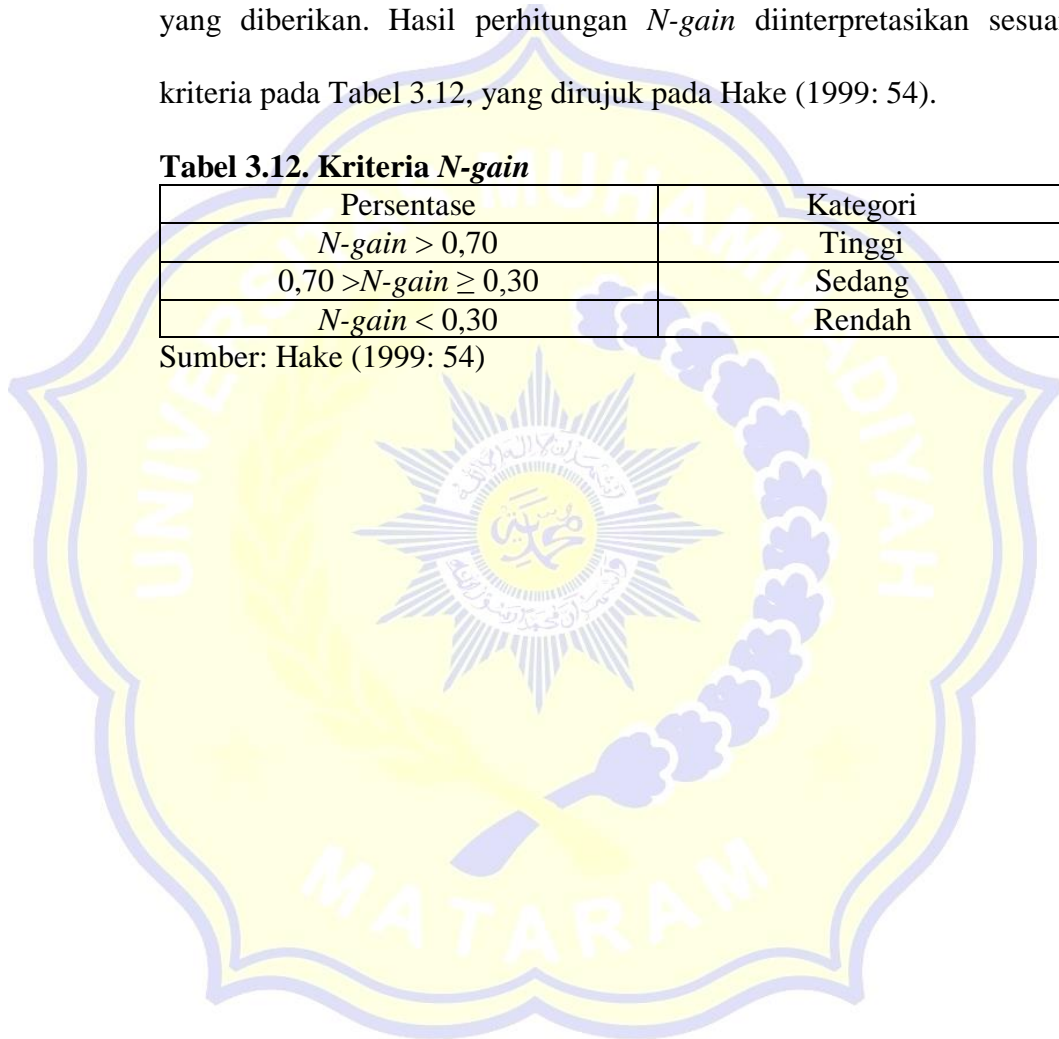 yang diberikan. Hasil perhitungan N-gain diinterpretasikan sesua
kriteria pada Tabel 3.12, yang dirujuk pada Hake (1999: 54).
Tabel 3.12. Kriteria N-gain
Persentase Kategori
N-gain > 0,70 Tinggi
0,70 >N-gain ≥ 0,30 Sedang
N-gain < 0,30 Rendah
Sumber: Hake (1999: 54)
UNIVERSITAS MUHAMMADIYAH
MATARAM